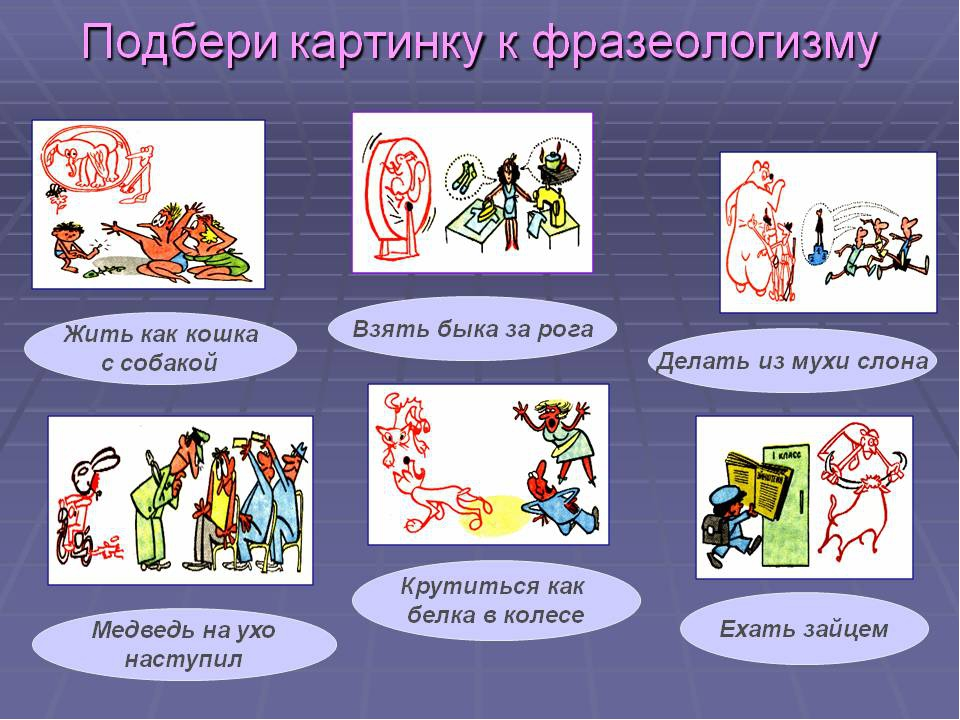 Подбери картинку к фразеологизму
Жить как кошка
с собакой
Взять быка за рога
Делать из мухи слона
I КЛАСС
Медведь на ухо
наступил
Крутиться как
белка в колесе
Ехать зайцем